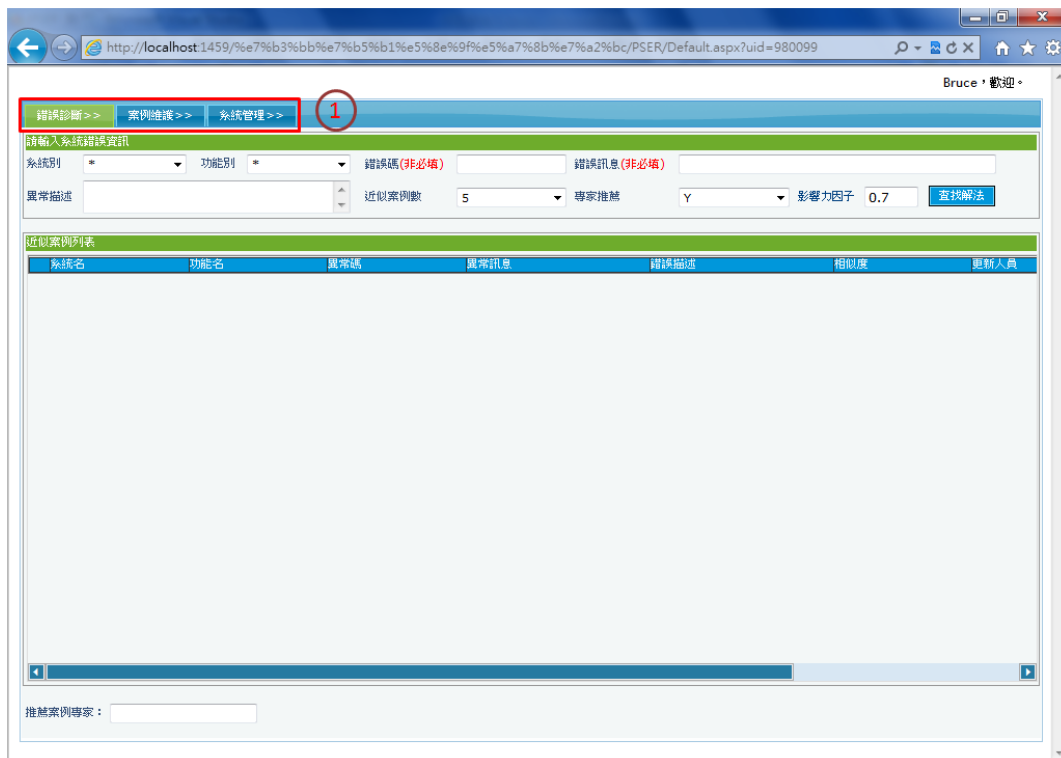 http://localhost:1459/%e7%b3%bb%e7%b5%b1%e5%8e%9f%e5%a7%8b%e7%a2%bc/PSER/Default.aspx?uid=980099
Bruce，歡迎。
錯誤診斷>> 案例維護>> 系統管理>> 1
請輸入系統錯誤資訊
系統別 * 功能別 * 錯誤碼(非必填) 錯誤訊息(非必填)
異常描述 近似案例數 5 專家推薦 Y 影響力因子 0.7 查找解法
近似案例列表
系統名 功能名 異常碼 異常訊息 錯誤描述 相似度 更新人員
推薦案例專家：